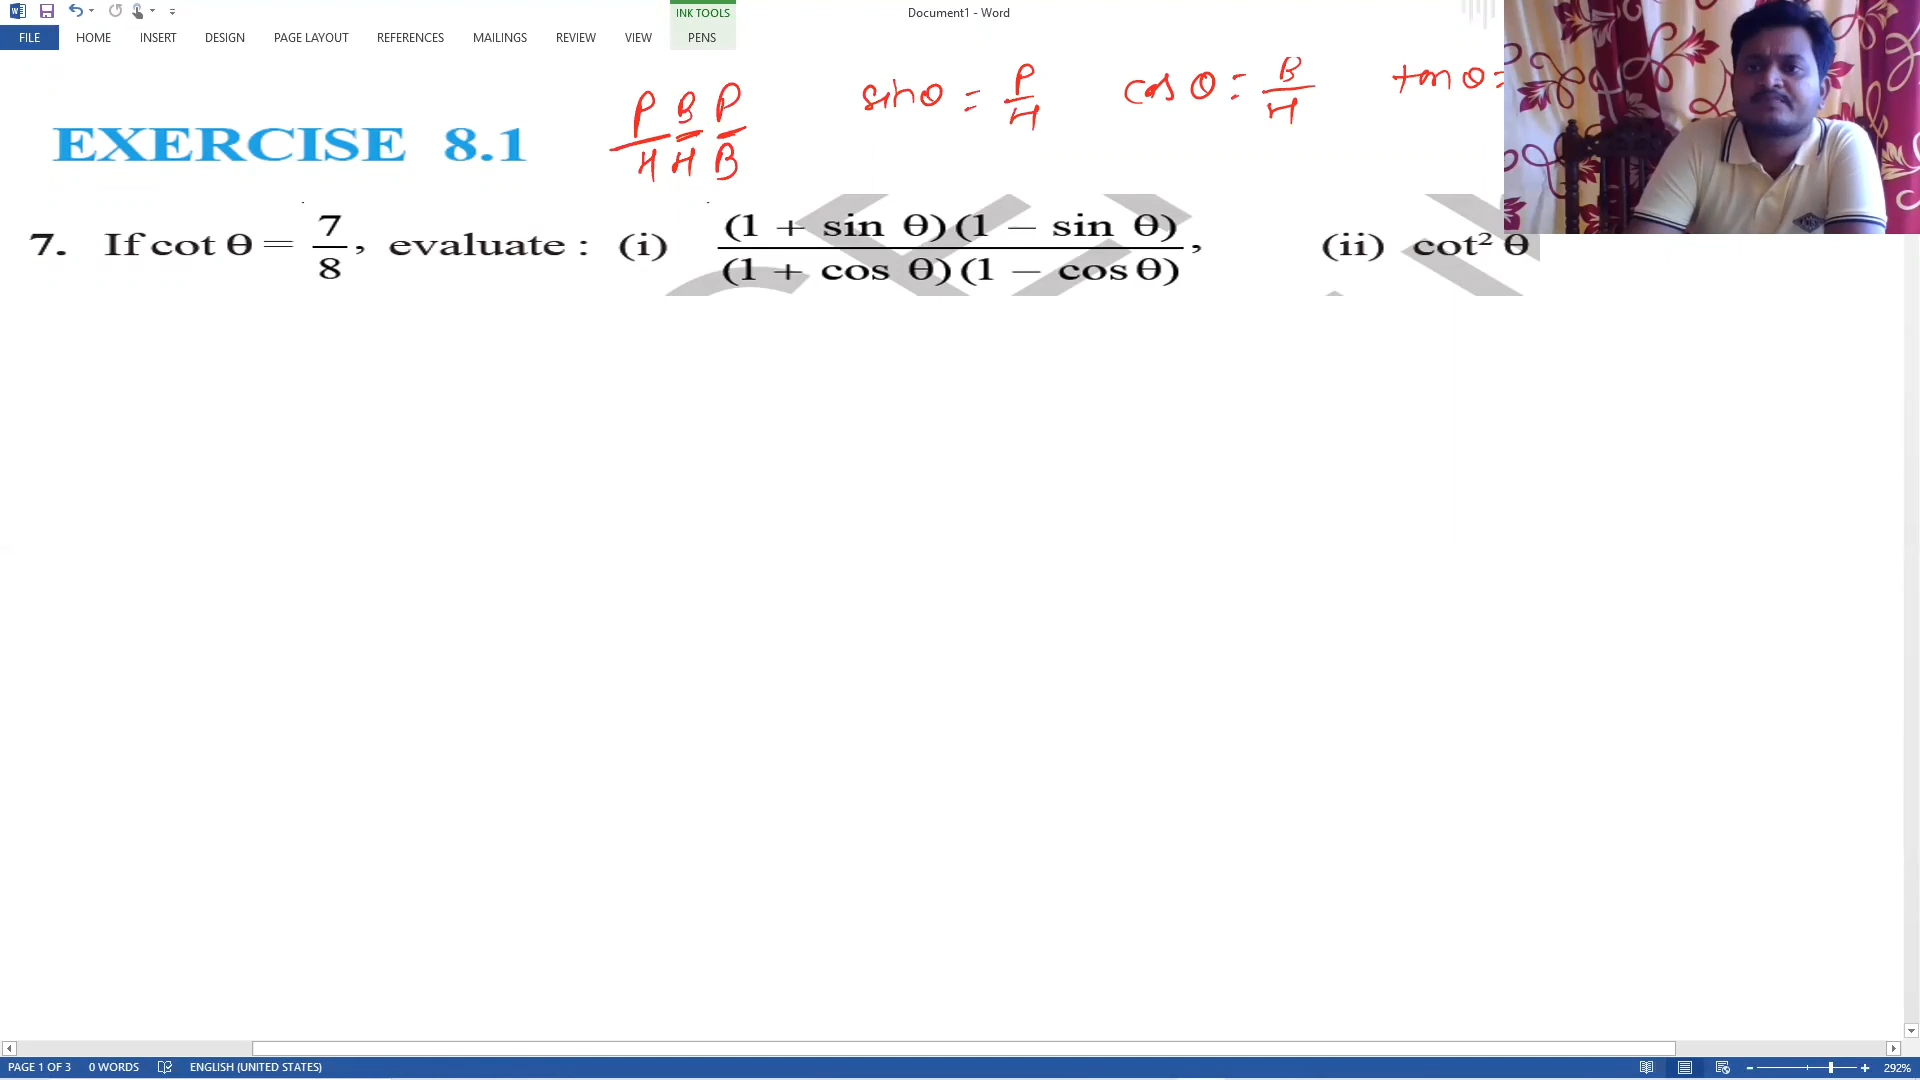 INK TOOLS
Document1 - Word
FILE HOME INSERT DESIGN PAGE LAYOUT REFERENCES MAILINGS REVIEW VIEW PENS
P/H B/H P/B
sinθ = P/H cosθ = B/H tanθ =
EXERCISE 8.1
7. If cot θ = 7/8, evaluate : (i) (1 + sin θ)(1 − sin θ)/(1 + cos θ)(1 − cos θ), (ii) cot² θ
PAGE 1 OF 3 0 WORDS ENGLISH (UNITED STATES) 292%